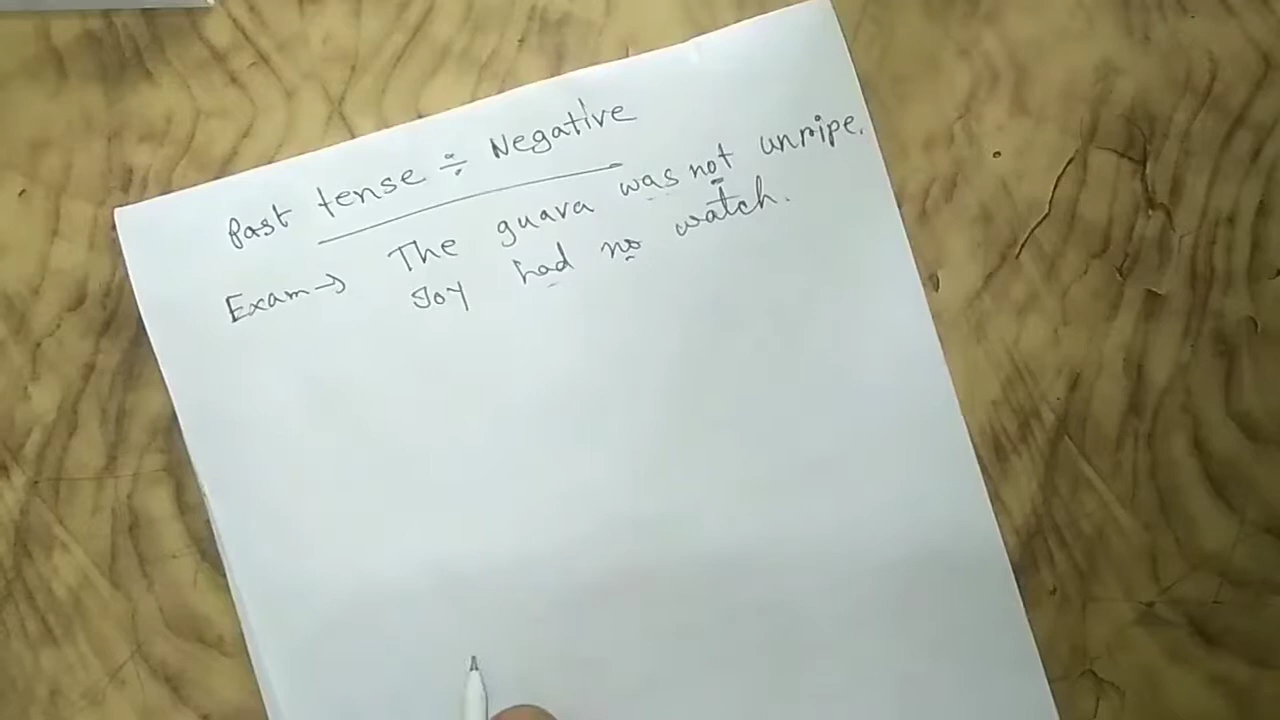 Past tense ÷ Negative
Exam → The guava was not unripe.
Joy had no watch.